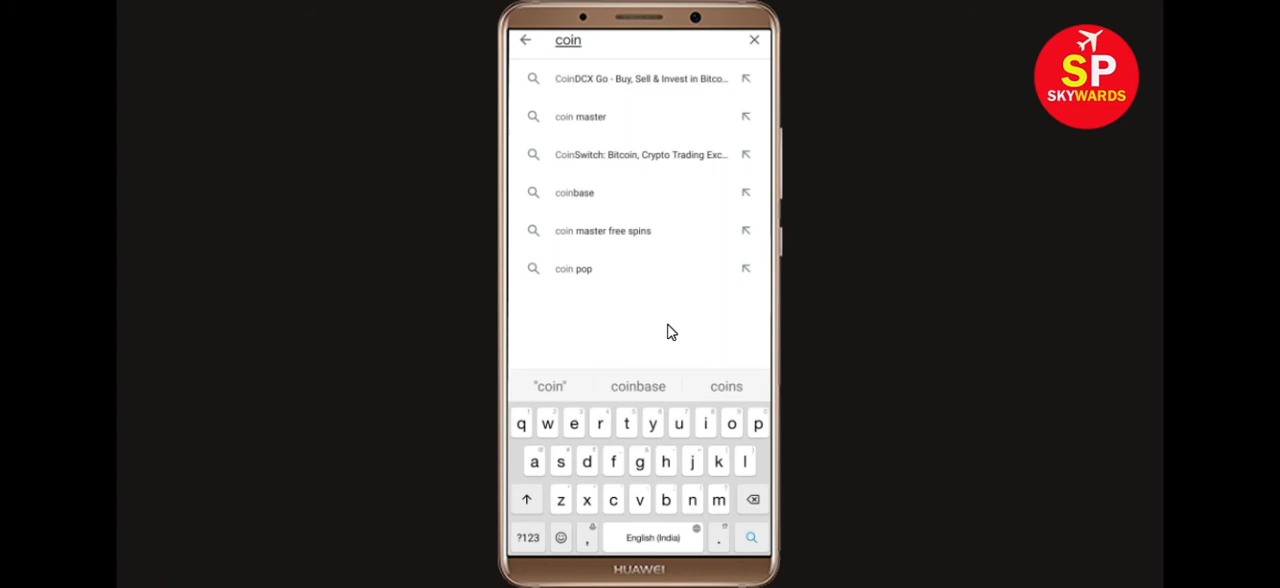 coin
SP
SKYWARDS
CoinDCX Go - Buy, Sell & Invest in Bitco...
coin master
CoinSwitch: Bitcoin, Crypto Trading Exc...
coinbase
coin master free spins
coin pop
"coin" coinbase coins
q w e r t y u i o p
a s d f g h j k l
z x c v b n m
?123 , English (India) .
HUAWEI